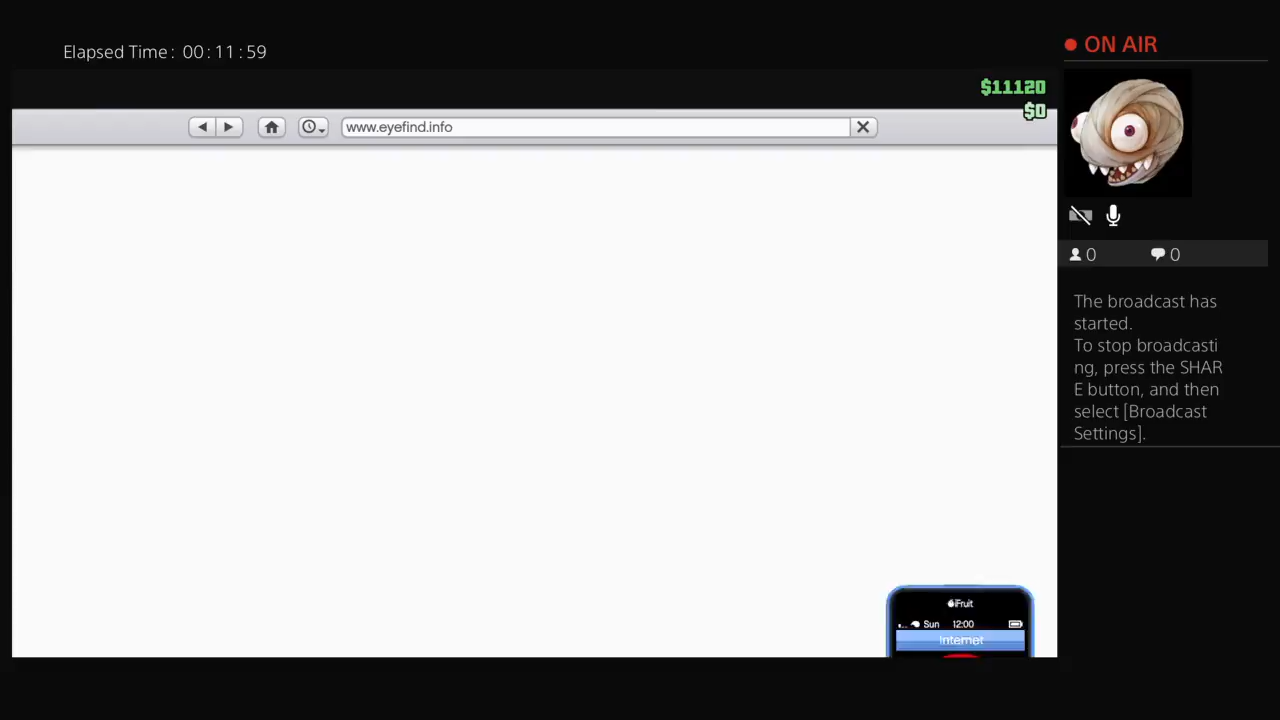 Elapsed Time: 00:11:59
ON AIR
$11120
$0
www.eyefind.info
0 0
The broadcast has
started.
To stop broadcasti
ng, press the SHAR
E button, and then
select [Broadcast
Settings].
iFruit
Sun 12:00
Internet